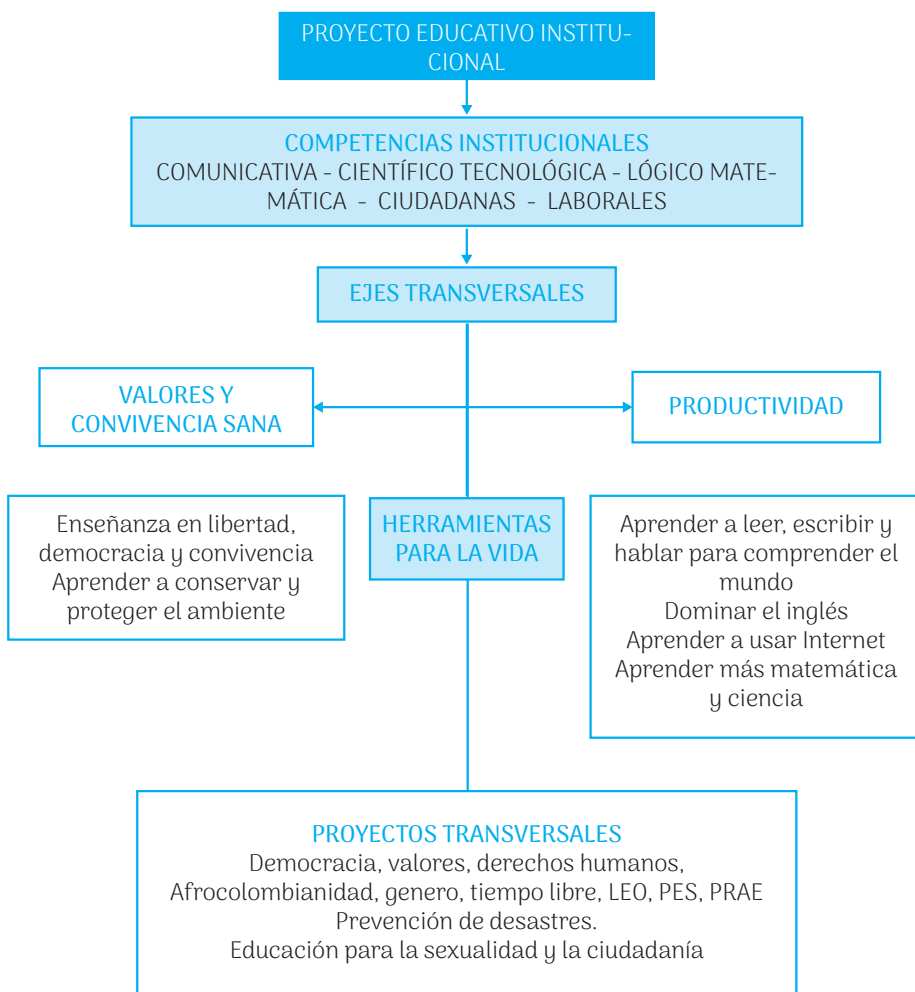 PROYECTO EDUCATIVO INSTITU-
CIONAL
COMPETENCIAS INSTITUCIONALES
COMUNICATIVA - CIENTÍFICO TECNOLÓGICA - LÓGICO MATE-
MÁTICA - CIUDADANAS - LABORALES
EJES TRANSVERSALES
VALORES Y
CONVIVENCIA SANA
PRODUCTIVIDAD
Enseñanza en libertad,
democracia y convivencia
Aprender a conservar y
proteger el ambiente
HERRAMIENTAS
PARA LA VIDA
Aprender a leer, escribir y
hablar para comprender el
mundo
Dominar el inglés
Aprender a usar Internet
Aprender más matemática
y ciencia
PROYECTOS TRANSVERSALES
Democracia, valores, derechos humanos,
Afrocolombianidad, genero, tiempo libre, LEO, PES, PRAE
Prevención de desastres.
Educación para la sexualidad y la ciudadanía